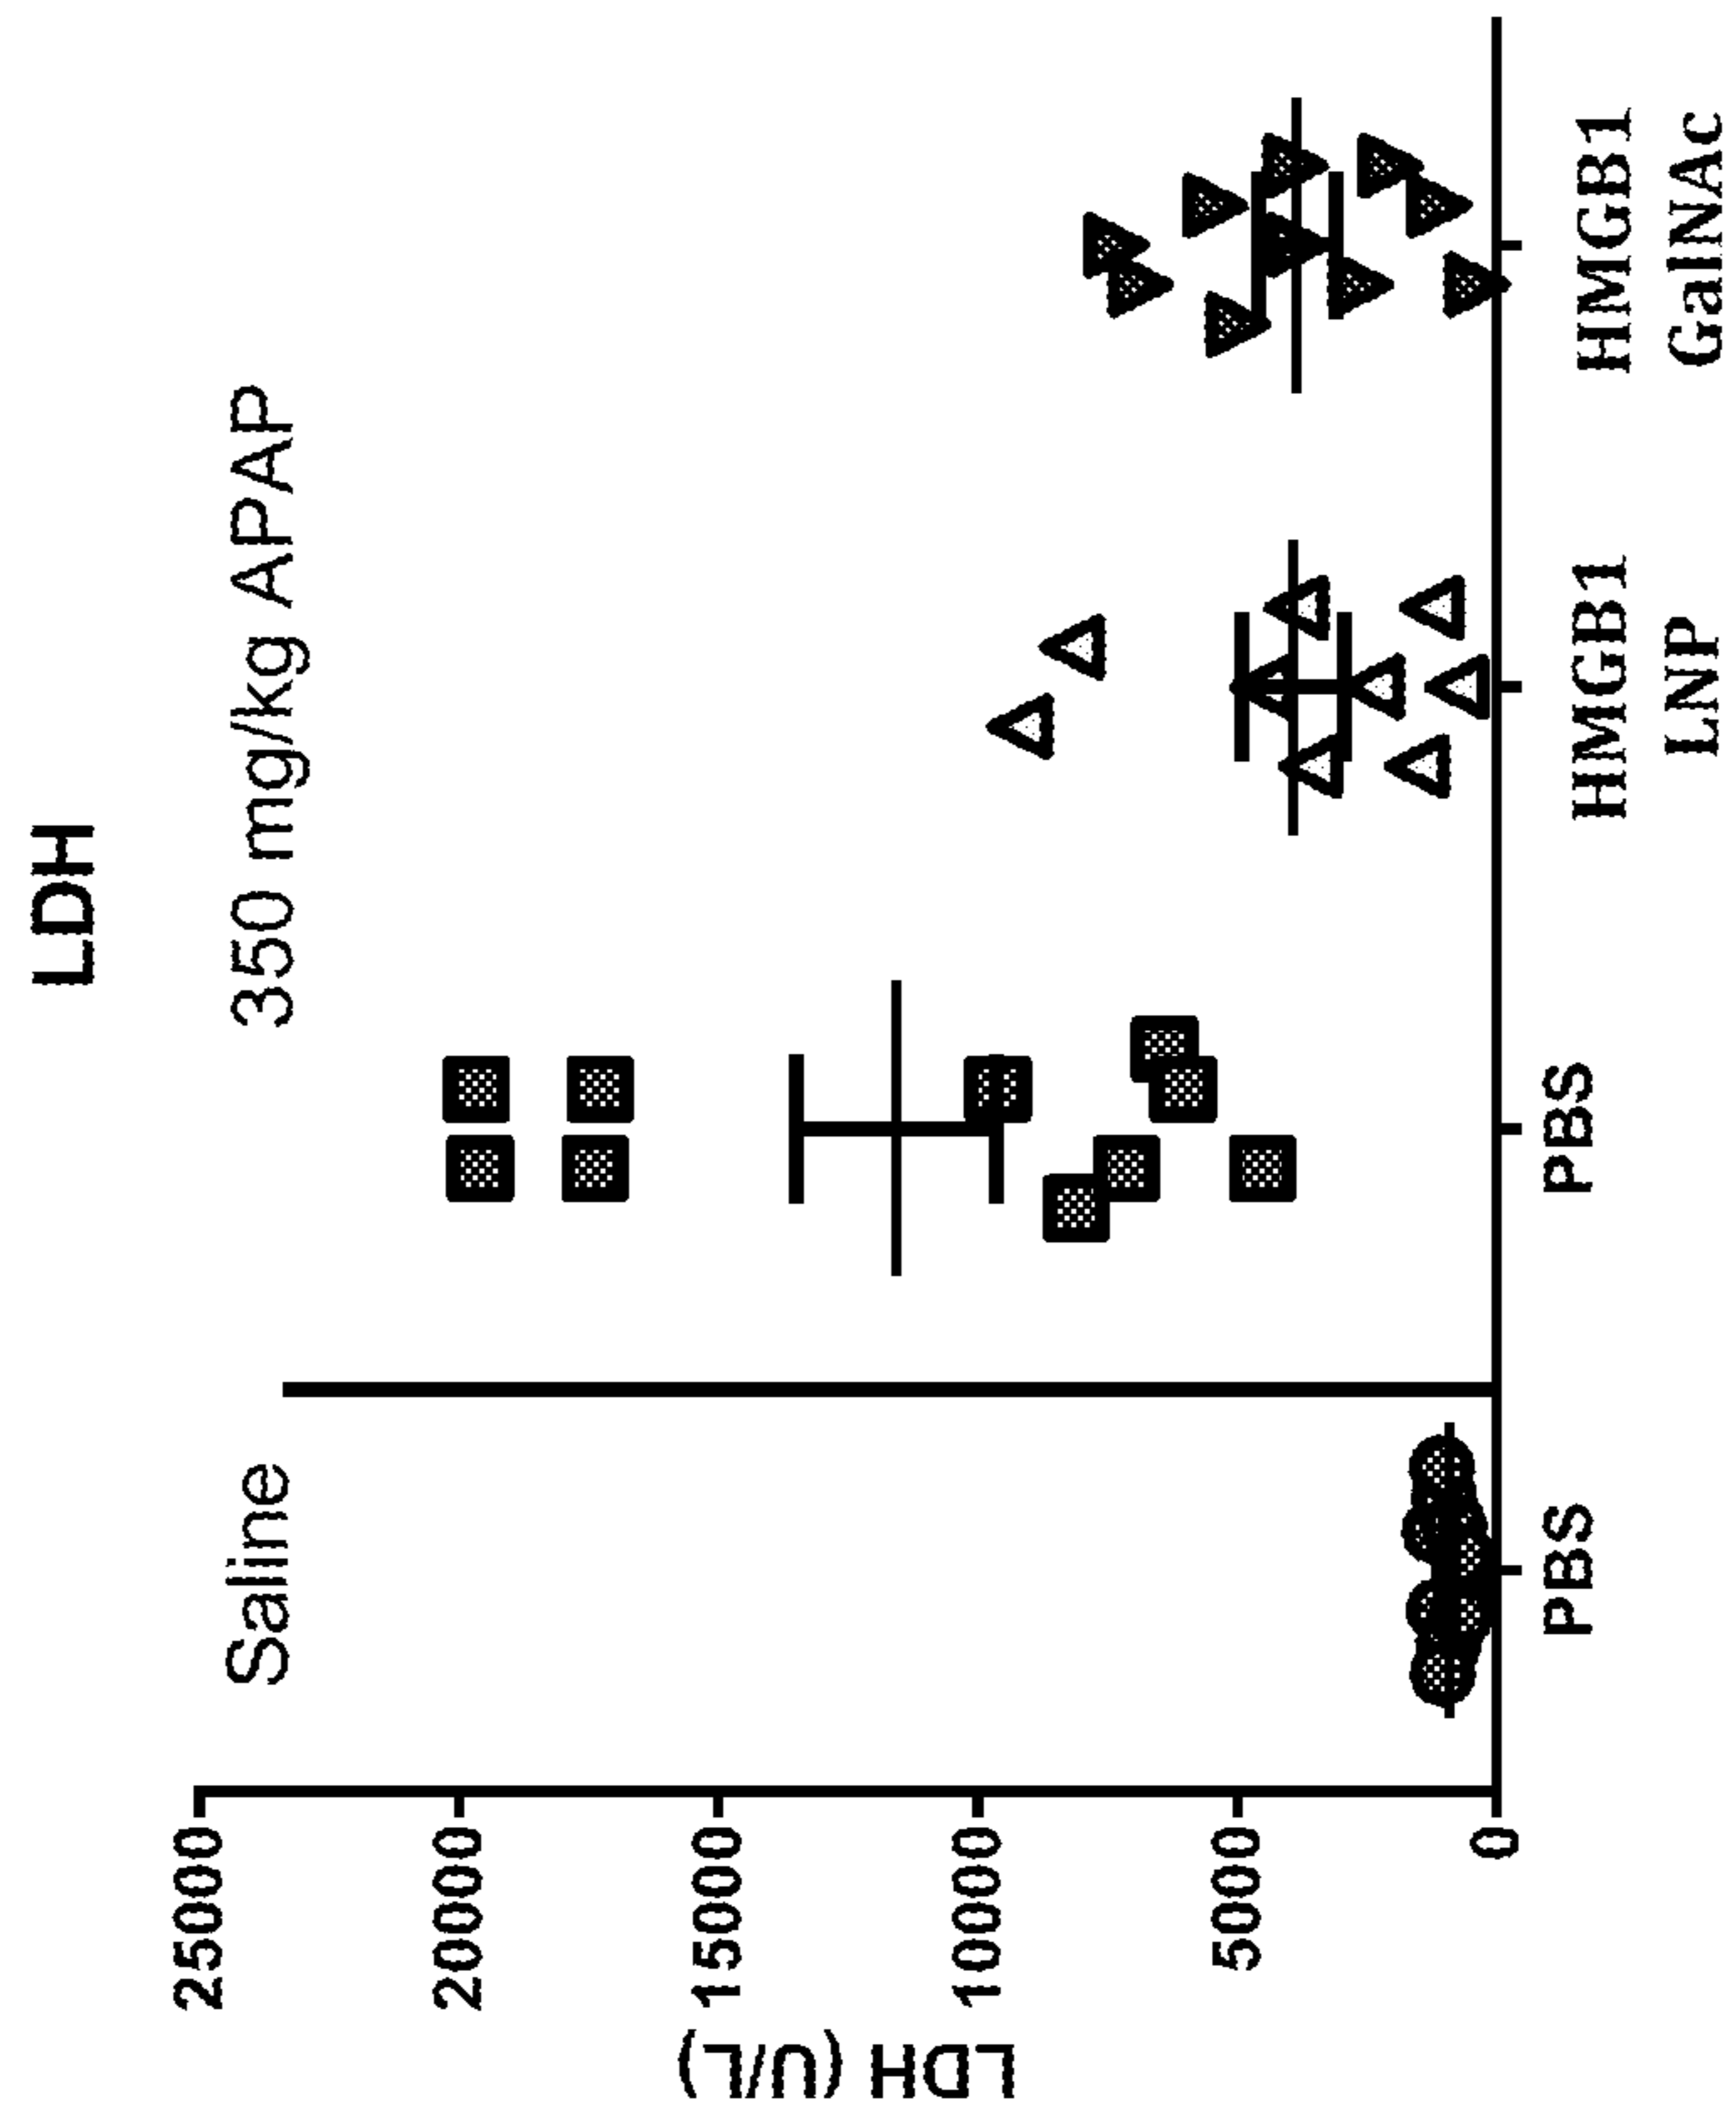 LDH
Saline
350 mg/kg APAP
LDH (U/L)
25000
20000
15000
10000
5000
0
PBS
PBS
HMGB1
LNP
HMGB1
GalNAc